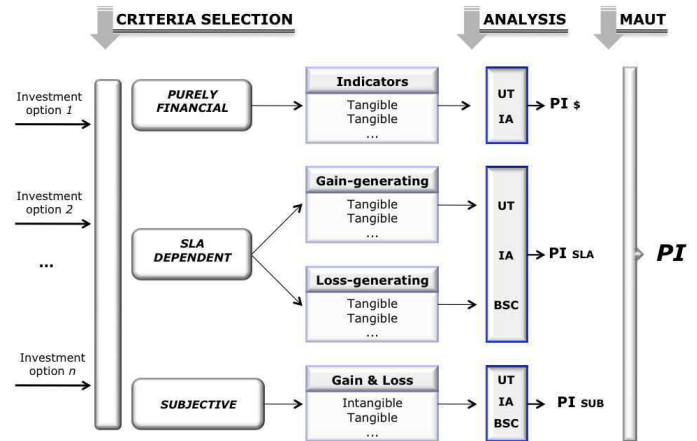 CRITERIA SELECTION
ANALYSIS
MAUT
Investment
option 1
Investment
option 2
...
Investment
option n
PURELY
FINANCIAL
SLA
DEPENDENT
SUBJECTIVE
Indicators
Tangible
Tangible
...
Gain-generating
Tangible
Tangible
...
Loss-generating
Tangible
Tangible
...
Gain & Loss
Intangible
Tangible
...
UT
IA
PI $
UT
IA
BSC
PI SLA
UT
IA
BSC
PI SUB
PI